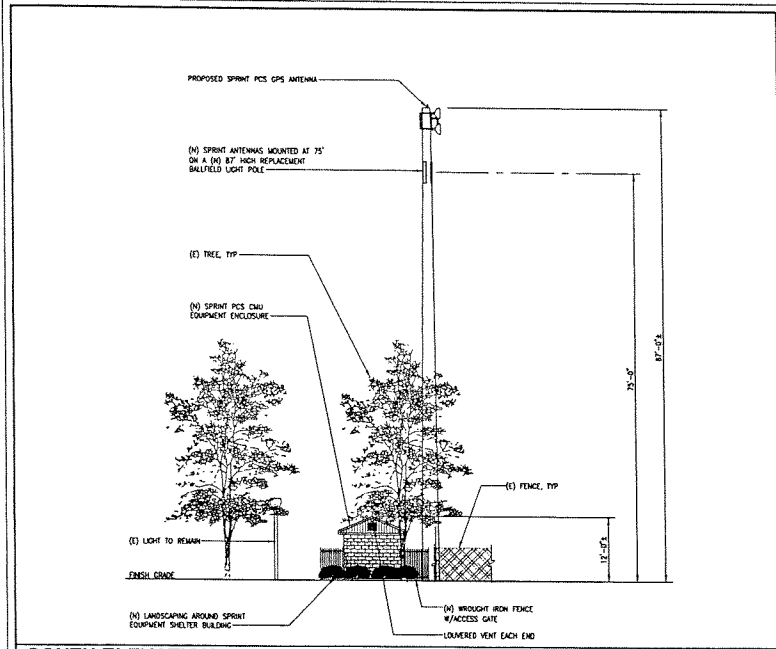 PROPOSED SPRINT PCS GPS ANTENNA
(N) SPRINT ANTENNAS MOUNTED AT 75'
ON A (N) 87' HIGH REPLACEMENT
BALLFIELD LIGHT POLE
(E) TREE, TYP
(N) SPRINT PCS CMU
EQUIPMENT ENCLOSURE
75'-0"
87'-0"±
(E) FENCE, TYP
12'-0"±
(E) LIGHT TO REMAIN
FINISH GRADE
(N) LANDSCAPING AROUND SPRINT
EQUIPMENT SHELTER BUILDING
(N) WROUGHT IRON FENCE
W/ACCESS GATE
LOUVERED VENT EACH END